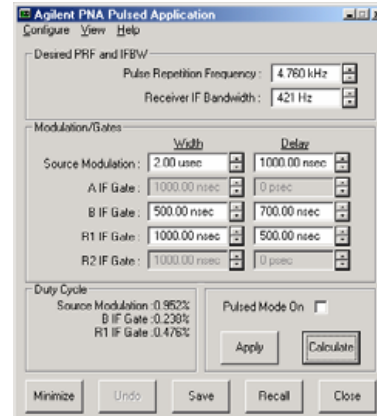 Agilent PNA Pulsed Application
Configure View Help
Desired PRF and IFBW
Pulse Repetition Frequency : 4.760 kHz
Receiver IF Bandwidth : 421 Hz
Modulation/Gates
Width Delay
Source Modulation : 2.00 usec 1000.00 nsec
A IF Gate : 1000.00 nsec 0 psec
B IF Gate : 500.00 nsec 700.00 nsec
R1 IF Gate : 1000.00 nsec 500.00 nsec
R2 IF Gate : 1000.00 nsec 0 psec
Duty Cycle
Source Modulation :0.952%
B IF Gate :0.238%
R1 IF Gate :0.476%
Pulsed Mode On
Apply Calculate
Minimize Undo Save Recall Close